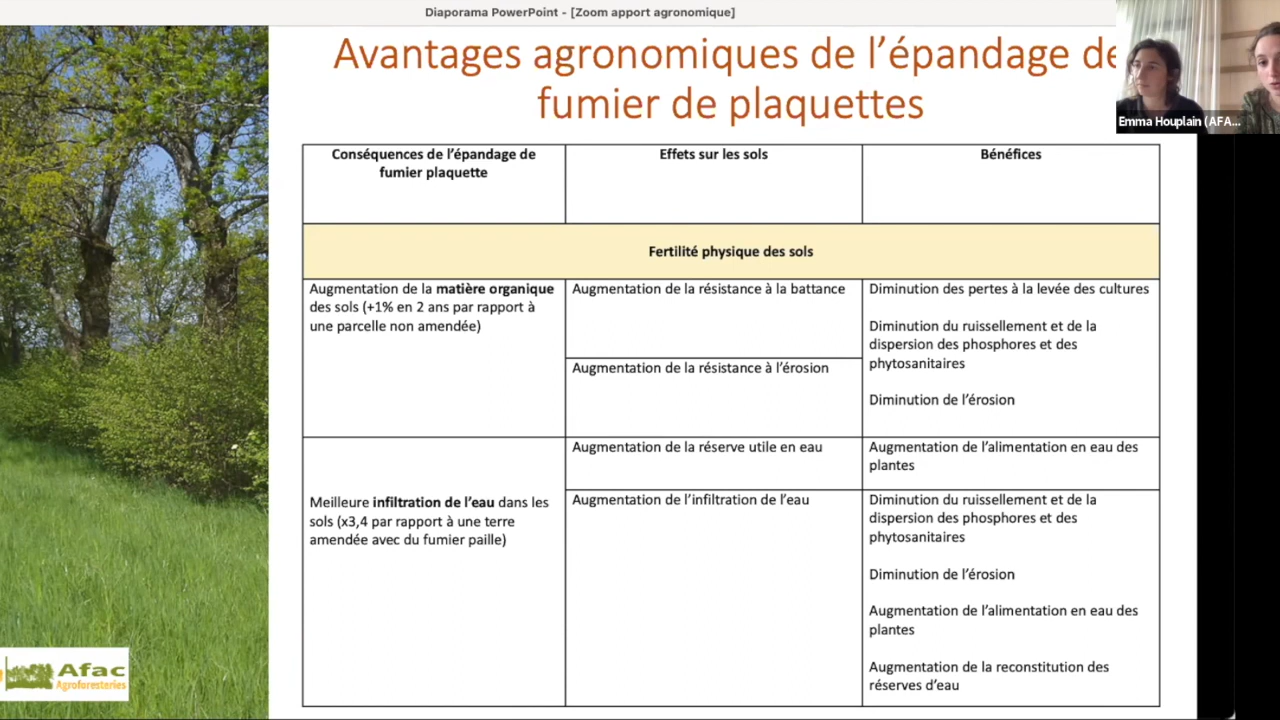 Diaporama PowerPoint - [Zoom apport agronomique]
Avantages agronomiques de l’épandage de
fumier de plaquettes
Emma Houplain (AFA...
Conséquences de l’épandage de
fumier plaquette
Effets sur les sols
Bénéfices
Fertilité physique des sols
Augmentation de la matière organique
des sols (+1% en 2 ans par rapport à
une parcelle non amendée)
Augmentation de la résistance à la battance
Augmentation de la résistance à l’érosion
Diminution des pertes à la levée des cultures
Diminution du ruissellement et de la
dispersion des phosphores et des
phytosanitaires
Diminution de l’érosion
Meilleure infiltration de l’eau dans les
sols (x3,4 par rapport à une terre
amendée avec du fumier paille)
Augmentation de la réserve utile en eau
Augmentation de l’alimentation en eau des
plantes
Augmentation de l’infiltration de l’eau
Diminution du ruissellement et de la
dispersion des phosphores et des
phytosanitaires
Diminution de l’érosion
Augmentation de l’alimentation en eau des
plantes
Augmentation de la reconstitution des
réserves d’eau
Afac
Agroforesteries